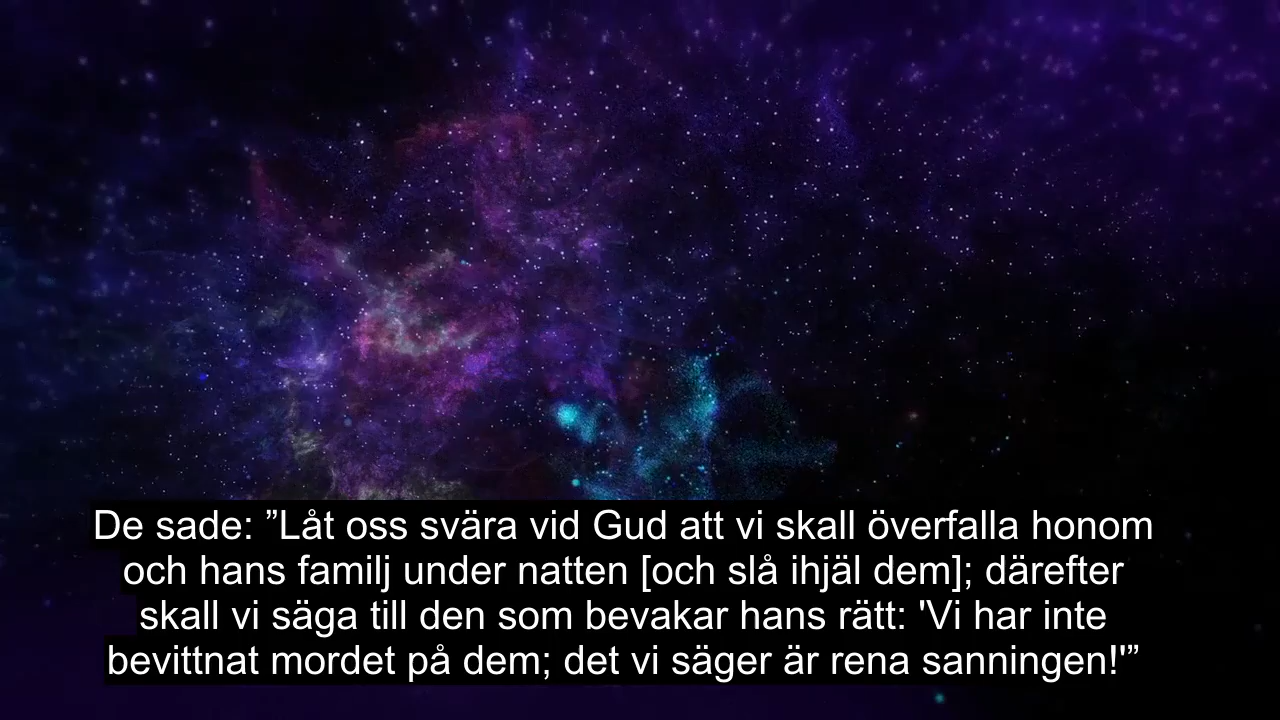 De sade: ”Låt oss svära vid Gud att vi skall överfalla honom
och hans familj under natten [och slå ihjäl dem]; därefter
skall vi säga till den som bevakar hans rätt: 'Vi har inte
bevittnat mordet på dem; det vi säger är rena sanningen!'”